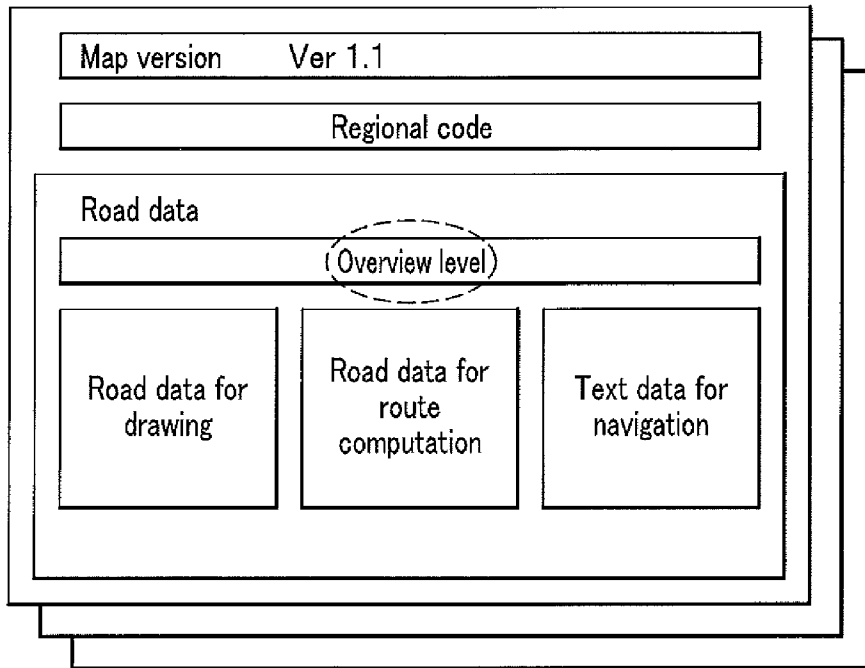 Map version Ver 1.1
Regional code
Road data
Overview level
Road data for
drawing
Road data for
route
computation
Text data for
navigation